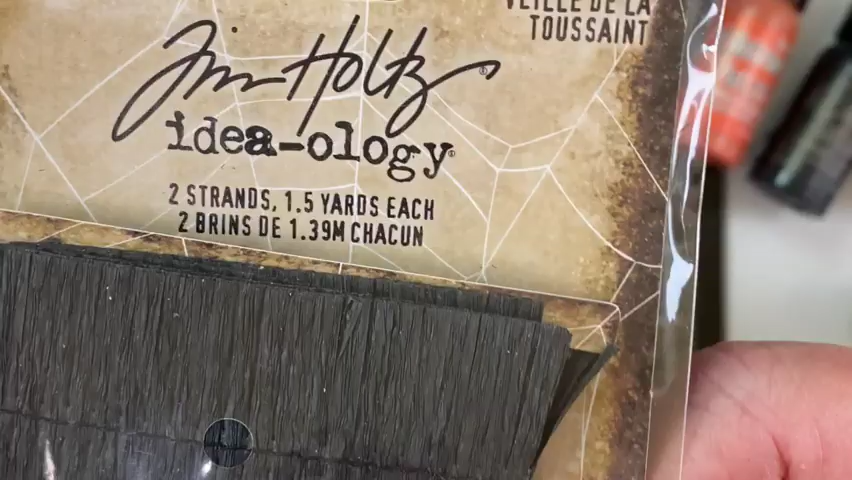 VEILLE DE LA
TOUSSAINT
Tim Holtz®
idea-ology®
2 STRANDS, 1.5 YARDS EACH
2 BRINS DE 1.39M CHACUN